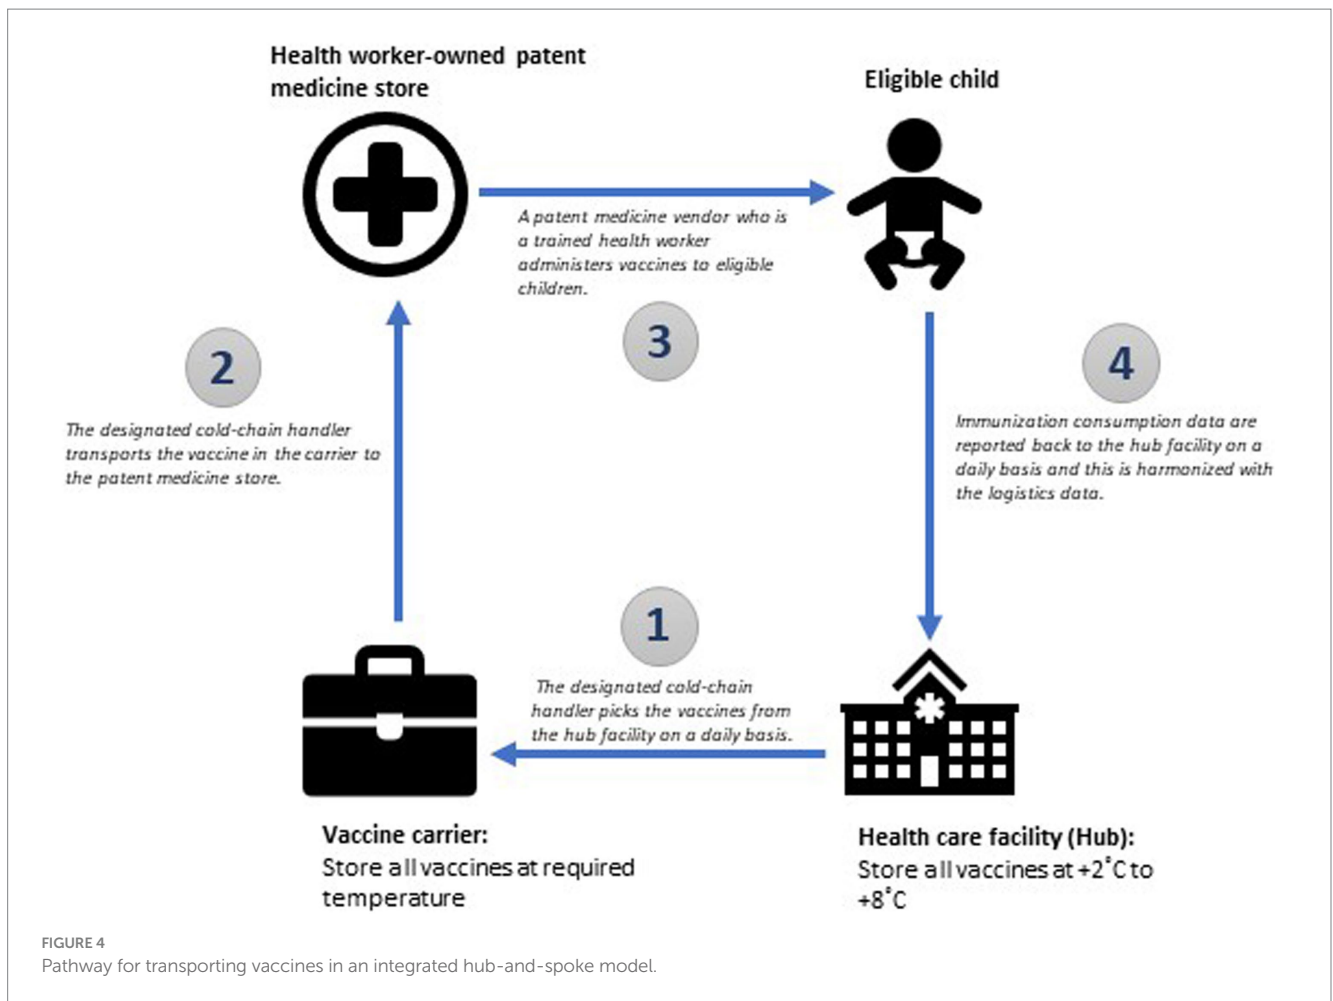 Health worker-owned patent
medicine store
Eligible child
A patent medicine vendor who is
a trained health worker
administers vaccines to eligible
children.
3
2
The designated cold-chain handler
transports the vaccine in the carrier to
the patent medicine store.
4
Immunization consumption data are
reported back to the hub facility on a
daily basis and this is harmonized with
the logistics data.
1
The designated cold-chain
handler picks the vaccines from
the hub facility on a daily basis.
Vaccine carrier:
Store all vaccines at required
temperature
Health care facility (Hub):
Store all vaccines at +2˚C to
+8˚C
FIGURE 4
Pathway for transporting vaccines in an integrated hub-and-spoke model.